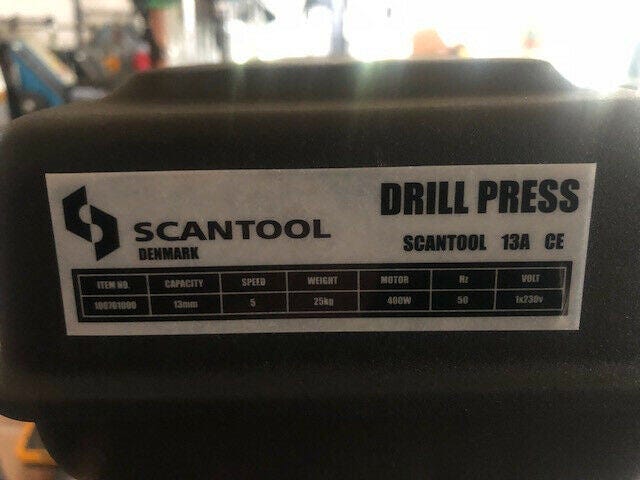 DRILL PRESS
SCANTOOL
DENMARK
SCANTOOL 13A CE
ITEM NO. CAPACITY SPEED WEIGHT MOTOR Hz VOLT
100701000 13mm 5 25kg 400W 50 1x230v